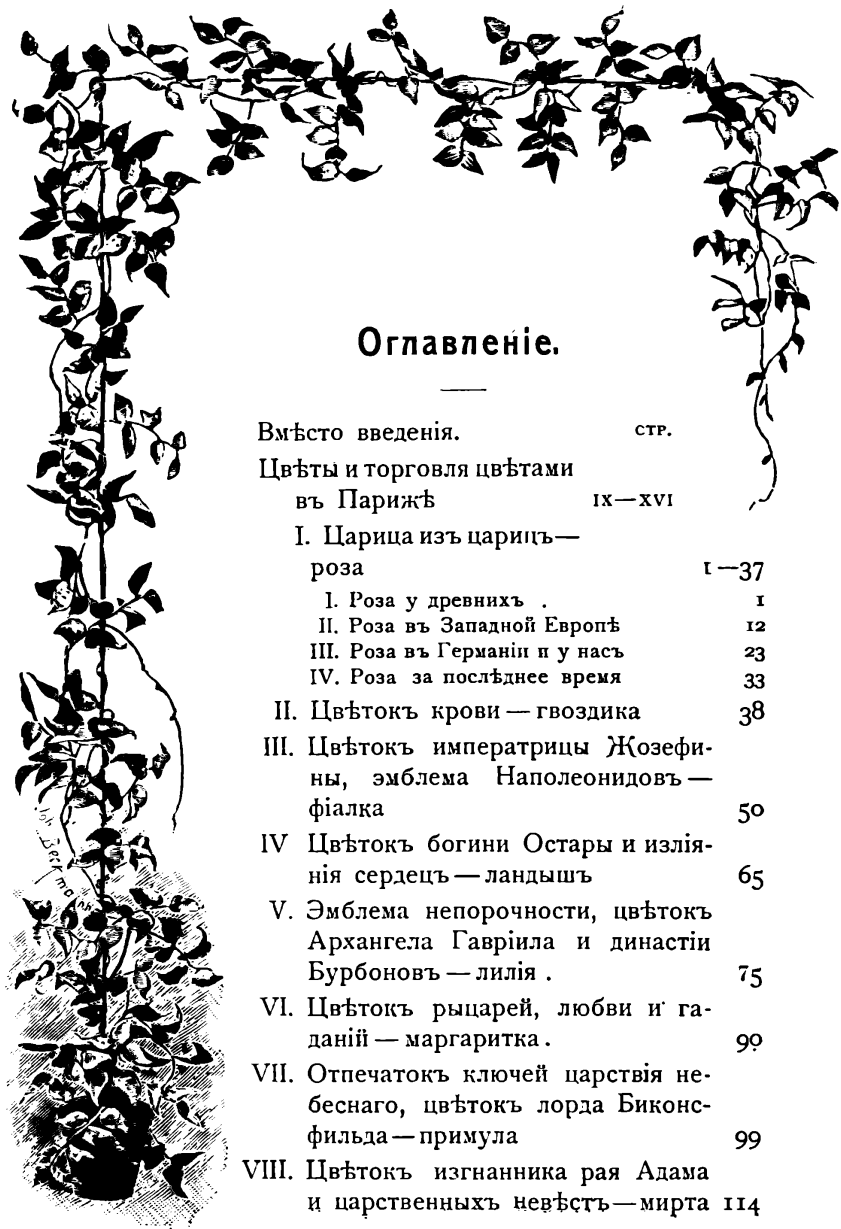 Оглавленіе.
Вмѣсто введенія. СТР.
Цвѣты и торговля цвѣтами
въ Парижѣ IX—XVI
I. Царица изъ царицъ—
роза 1—37
I. Роза у древнихъ . 1
II. Роза въ Западной Европѣ 12
III. Роза въ Германіи и у насъ 23
IV. Роза за послѣднее время 33
II. Цвѣтокъ крови — гвоздика 38
III. Цвѣтокъ императрицы Жозефи-
ны, эмблема Наполеонидовъ —
фіалка 50
IV Цвѣтокъ богини Остары и излія-
нія сердецъ — ландышъ 65
V. Эмблема непорочности, цвѣтокъ
Архангела Гавріила и династіи
Бурбоновъ — лилія . 75
VI. Цвѣтокъ рыцарей, любви и га-
даній — маргаритка . 90
VII. Отпечатокъ ключей царствія не-
беснаго, цвѣтокъ лорда Биконс-
фильда — примула 99
VIII. Цвѣтокъ изгнанника рая Адама
и царственныхъ невѣстъ — мирта 114